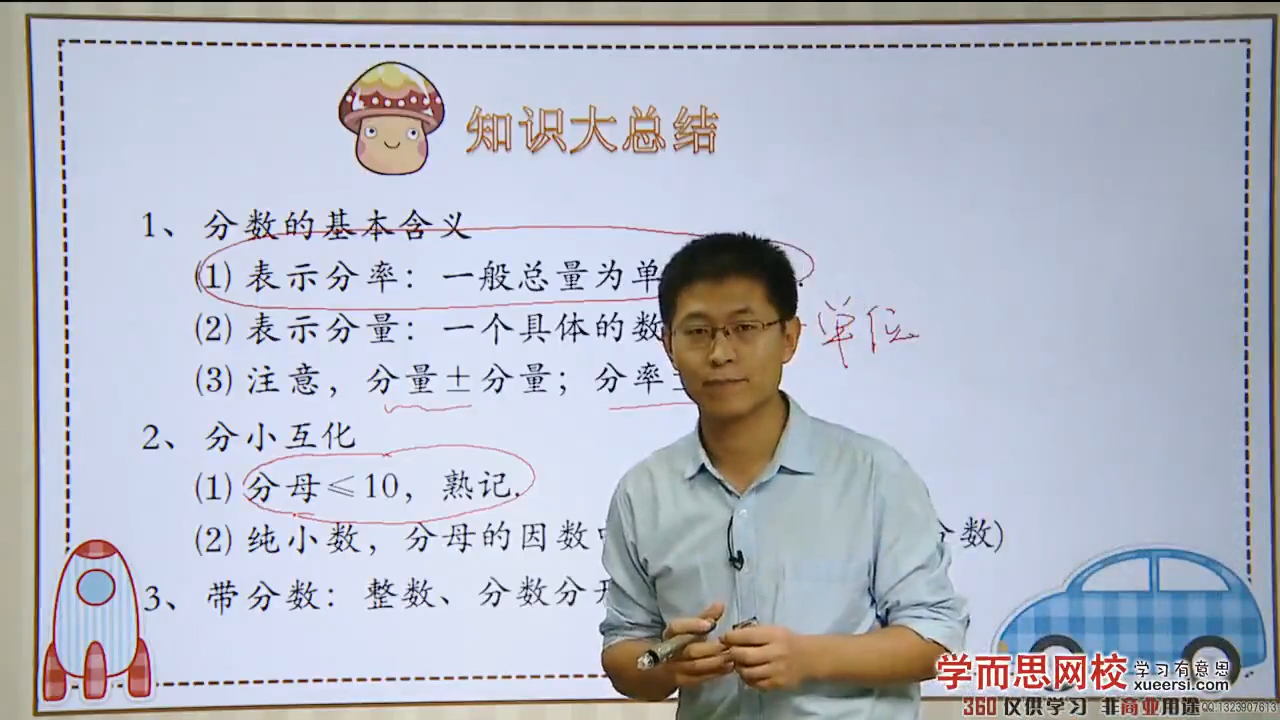 知识大总结
1、分数的基本含义
(1) 表示分率：一般总量为单
(2) 表示分量：一个具体的数
单位
(3) 注意，分量±分量；分率
2、分小互化
(1) 分母≤10，熟记.
(2) 纯小数，分母的因数 分数)
3、带分数：整数、分数分开
学而思网校 学习有意思
xueersi.com
360 仅供学习 非商业用途 QQ:1323907613